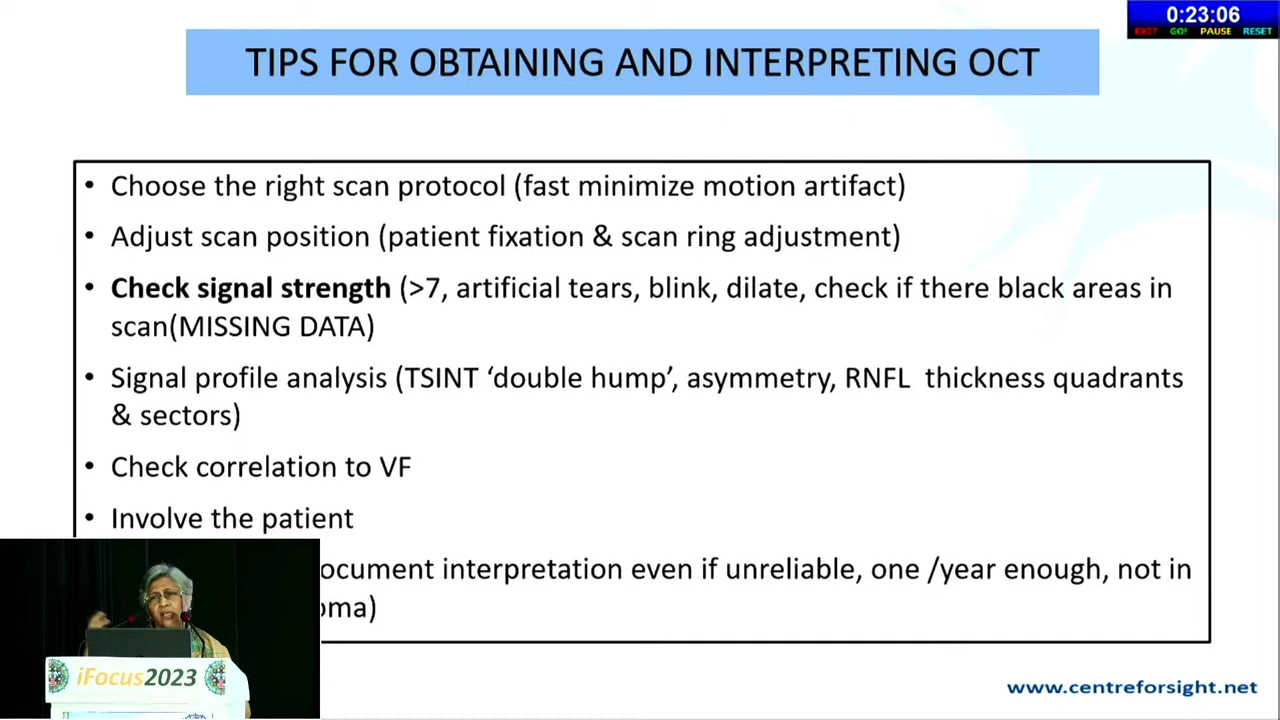 0:23:06
EXIT GO! PAUSE RESET
TIPS FOR OBTAINING AND INTERPRETING OCT
• Choose the right scan protocol (fast minimize motion artifact)
• Adjust scan position (patient fixation & scan ring adjustment)
• Check signal strength (>7, artificial tears, blink, dilate, check if there black areas in
scan(MISSING DATA)
• Signal profile analysis (TSINT ‘double hump’, asymmetry, RNFL thickness quadrants
& sectors)
• Check correlation to VF
• Involve the patient
ocument interpretation even if unreliable, one /year enough, not in
oma)
iFocus2023
www.centreforsight.net